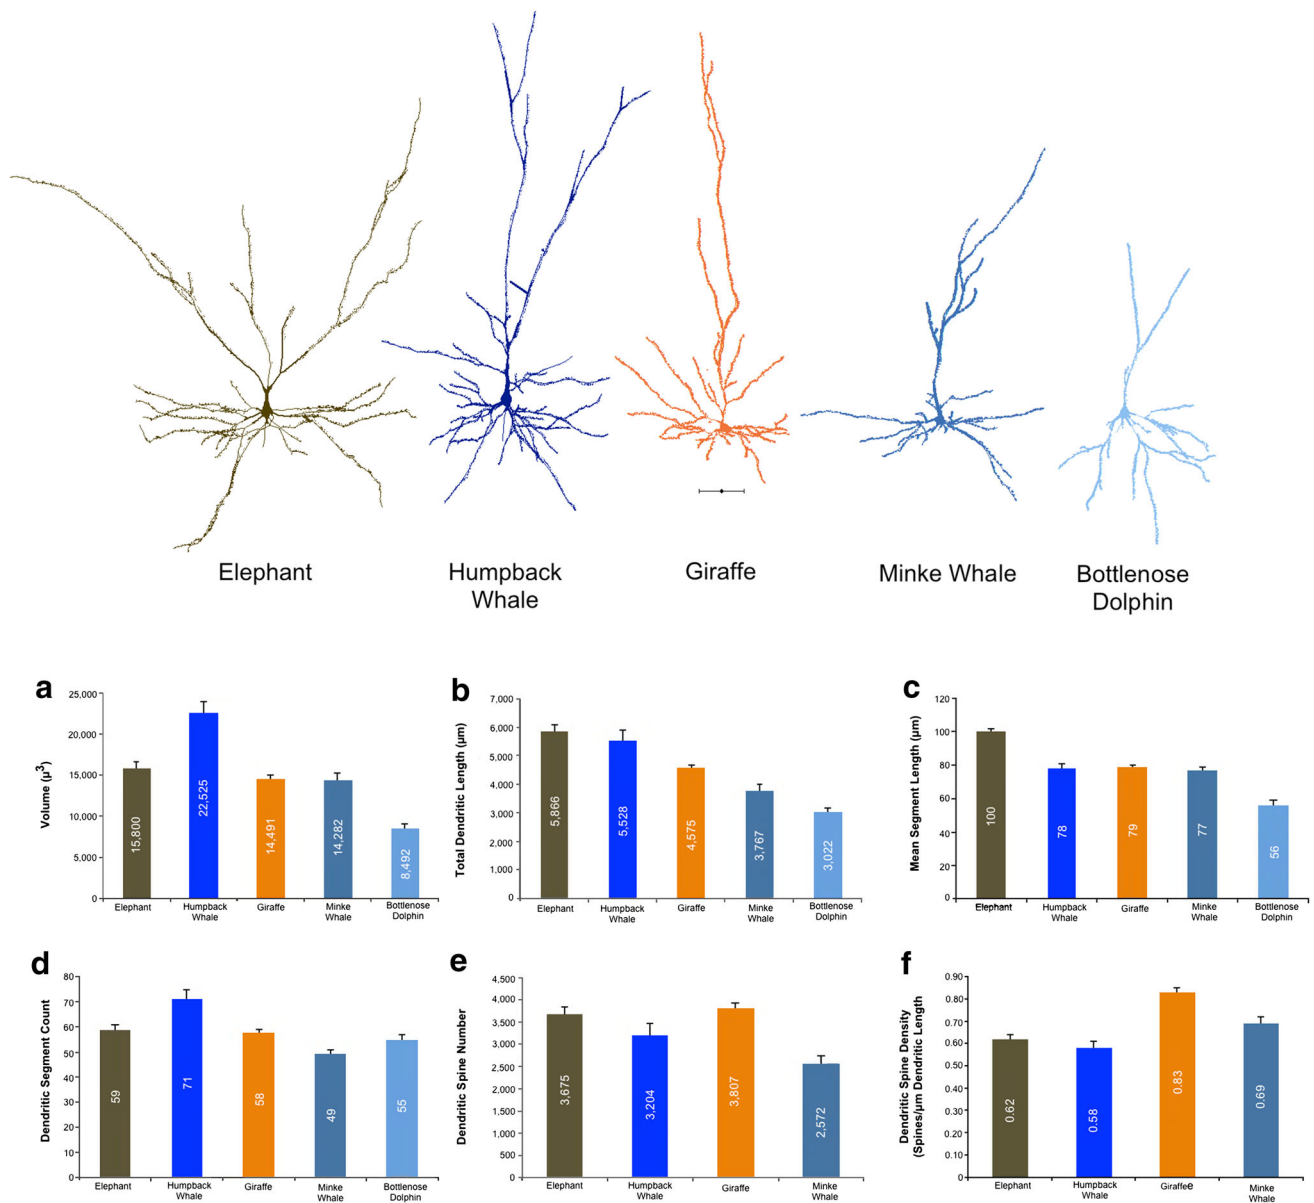 Elephant
Humpback
Whale
Giraffe
Minke Whale
Bottlenose
Dolphin
a
Volume (µ³)
25,000
20,000
15,000
10,000
5,000
0
15,800
22,525
14,491
14,282
8,492
Elephant
Humpback
Whale
Giraffe
Minke
Whale
Bottlenose
Dolphin
b
Total Dendritic Length (µm)
7,000
6,000
5,000
4,000
3,000
2,000
1,000
0
5,866
5,528
4,575
3,767
3,022
Elephant
Humpback
Whale
Giraffe
Minke
Whale
Bottlenose
Dolphin
c
Mean Segment Length (µm)
120
100
80
60
40
20
0
100
78
79
77
56
Elephant
Humpback
Whale
Giraffe
Minke
Whale
Bottlenose
Dolphin
d
Dendritic Segment Count
80
70
60
50
40
30
20
10
0
59
71
58
49
55
Elephant
Humpback
Whale
Giraffe
Minke
Whale
Bottlenose
Dolphin
e
Dendritic Spine Number
4,500
4,000
3,500
3,000
2,500
2,000
1,500
1,000
500
0
3,675
3,204
3,807
2,572
Elephant
Humpback
Whale
Giraffe
Minke
Whale
f
Dendritic Spine Density
(Spines/µm Dendritic Length)
0.90
0.80
0.70
0.60
0.50
0.40
0.30
0.20
0.10
0
0.62
0.58
0.83
0.69
Elephant
Humpback
Whale
Giraffee
Minke
Whale